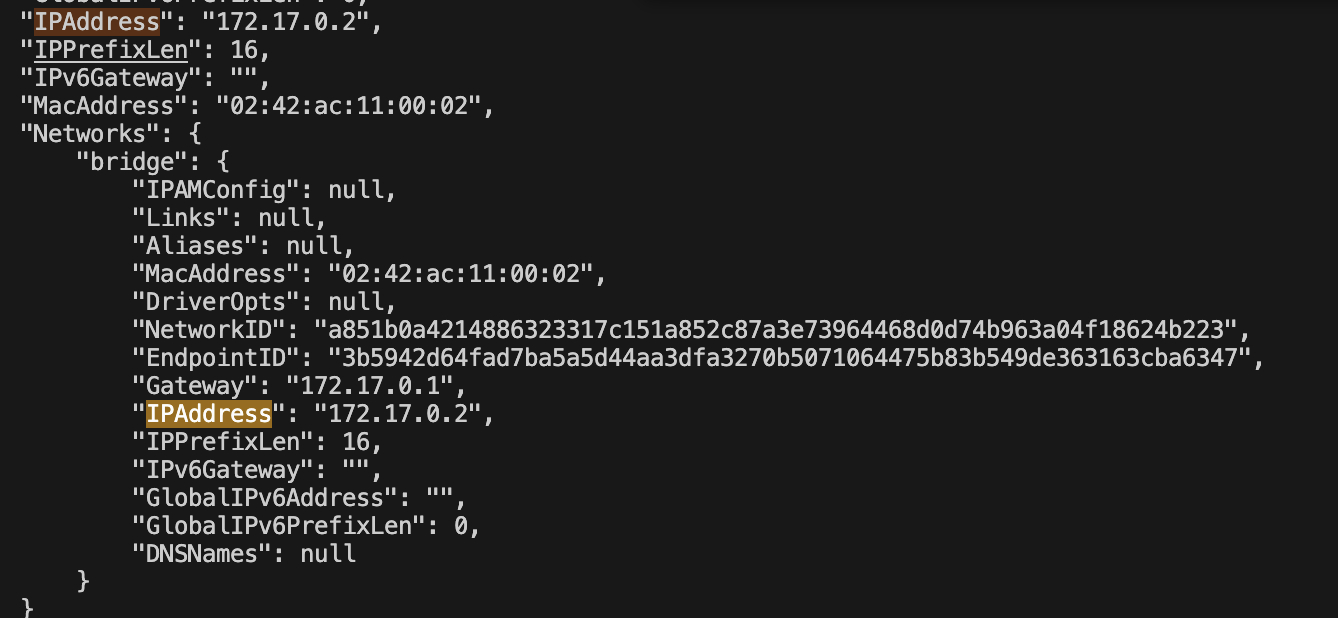 "GlobalIPv6PrefixLen": 0,
"IPAddress": "172.17.0.2",
"IPPrefixLen": 16,
"IPv6Gateway": "",
"MacAddress": "02:42:ac:11:00:02",
"Networks": {
"bridge": {
"IPAMConfig": null,
"Links": null,
"Aliases": null,
"MacAddress": "02:42:ac:11:00:02",
"DriverOpts": null,
"NetworkID": "a851b0a4214886323317c151a852c87a3e73964468d0d74b963a04f18624b223",
"EndpointID": "3b5942d64fad7ba5a5d44aa3dfa3270b5071064475b83b549de363163cba6347",
"Gateway": "172.17.0.1",
"IPAddress": "172.17.0.2",
"IPPrefixLen": 16,
"IPv6Gateway": "",
"GlobalIPv6Address": "",
"GlobalIPv6PrefixLen": 0,
"DNSNames": null
}
}